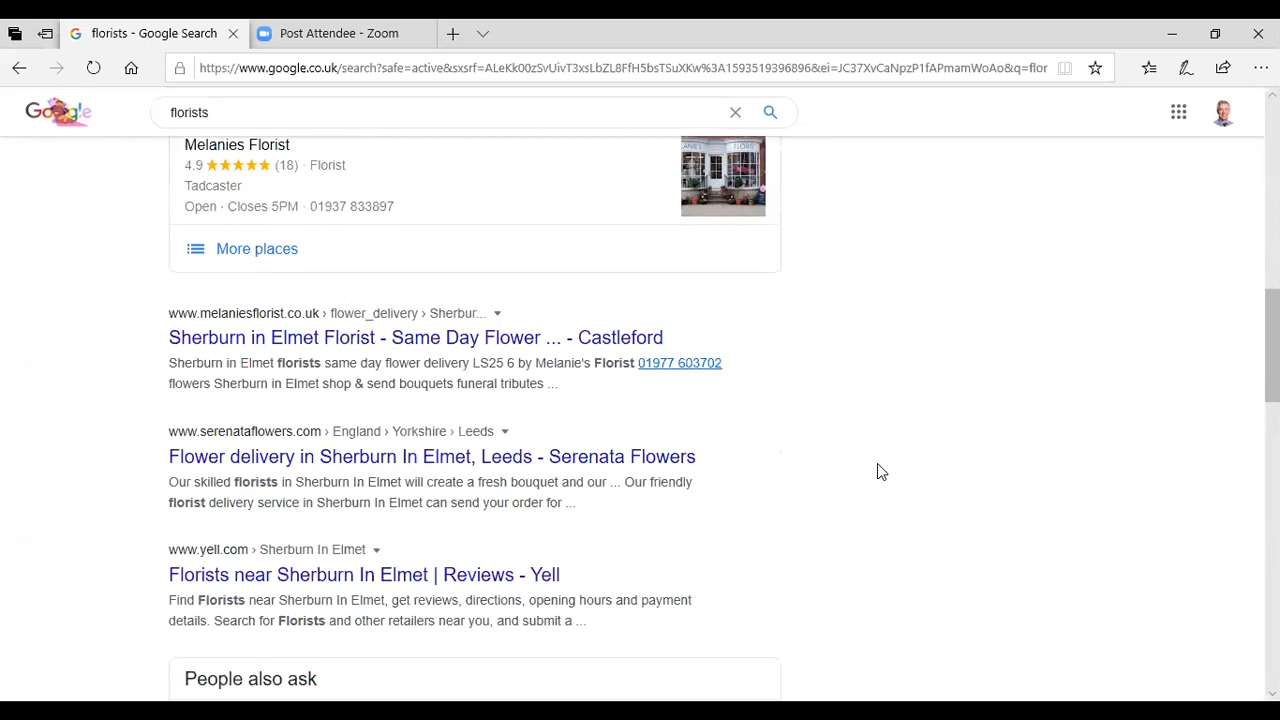 florists - Google Search
Post Attendee - Zoom
https://www.google.co.uk/search?safe=active&sxsrf=ALeKk00zSvUivT3xsLbZL8FfH5bsTSuXKw%3A1593519396896&ei=JC37XvCaNpzP1fAPmamWoAo&q=flor
Google
florists
Melanies Florist
4.9 ★★★★★ (18) · Florist
Tadcaster
Open · Closes 5PM · 01937 833897
More places
www.melaniesflorist.co.uk › flower_delivery › Sherbur...
Sherburn in Elmet Florist - Same Day Flower ... - Castleford
Sherburn in Elmet florists same day flower delivery LS25 6 by Melanie's Florist 01977 603702
flowers Sherburn in Elmet shop & send bouquets funeral tributes ...
www.serenataflowers.com › England › Yorkshire › Leeds
Flower delivery in Sherburn In Elmet, Leeds - Serenata Flowers
Our skilled florists in Sherburn In Elmet will create a fresh bouquet and our ... Our friendly
florist delivery service in Sherburn In Elmet can send your order for ...
www.yell.com › Sherburn In Elmet
Florists near Sherburn In Elmet | Reviews - Yell
Find Florists near Sherburn In Elmet, get reviews, directions, opening hours and payment
details. Search for Florists and other retailers near you, and submit a ...
People also ask